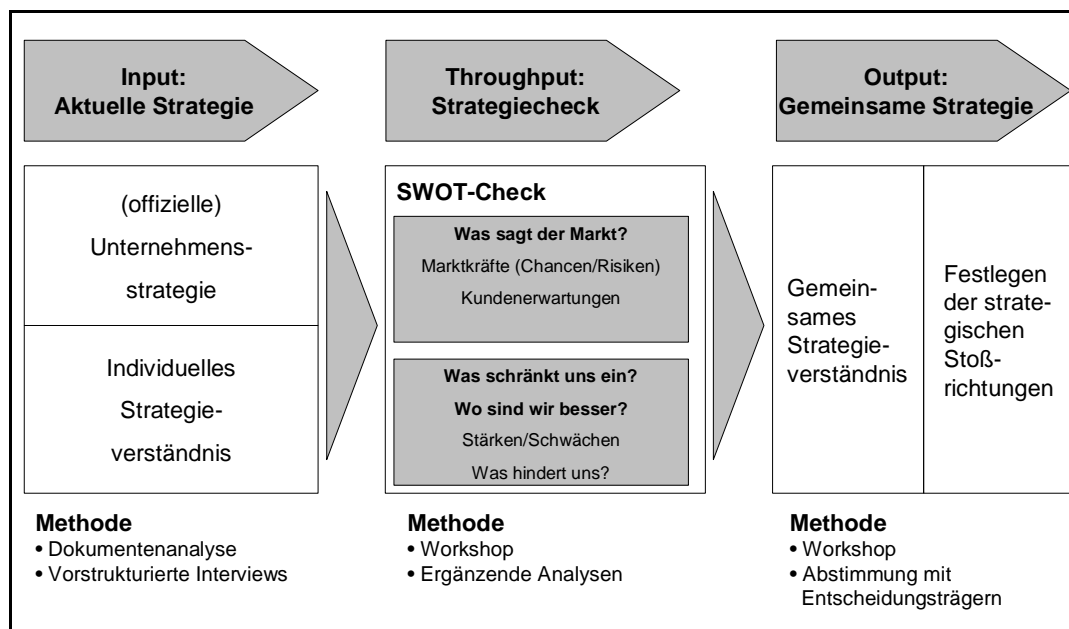 Input:
Aktuelle Strategie
Throughput:
Strategiecheck
Output:
Gemeinsame Strategie
(offizielle)
Unternehmens-
strategie
Individuelles
Strategie-
verständnis
SWOT-Check
Was sagt der Markt?
Marktkräfte (Chancen/Risiken)
Kundenerwartungen
Was schränkt uns ein?
Wo sind wir besser?
Stärken/Schwächen
Was hindert uns?
Gemein-
sames
Strategie-
verständnis
Festlegen
der strate-
gischen
Stoß-
richtungen
Methode
• Dokumentenanalyse
• Vorstrukturierte Interviews
Methode
• Workshop
• Ergänzende Analysen
Methode
• Workshop
• Abstimmung mit
Entscheidungsträgern